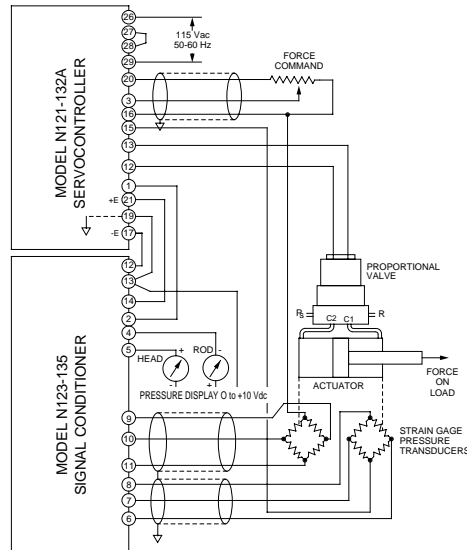 MODEL N121-132A
SERVOCONTROLLER
26
27
28
29
20
3
16
15
13
12
1
+E 21
19
-E 17
115 Vac
50-60 Hz
FORCE
COMMAND
PROPORTIONAL
VALVE
PS
C2 C1
R
ACTUATOR
FORCE
ON
LOAD
MODEL N123-135
SIGNAL CONDITIONER
12
13
14
2
4
5
9
10
11
8
7
6
HEAD + -
ROD - +
PRESSURE DISPLAY O to +10 Vdc
STRAIN GAGE
PRESSURE
TRANSDUCERS